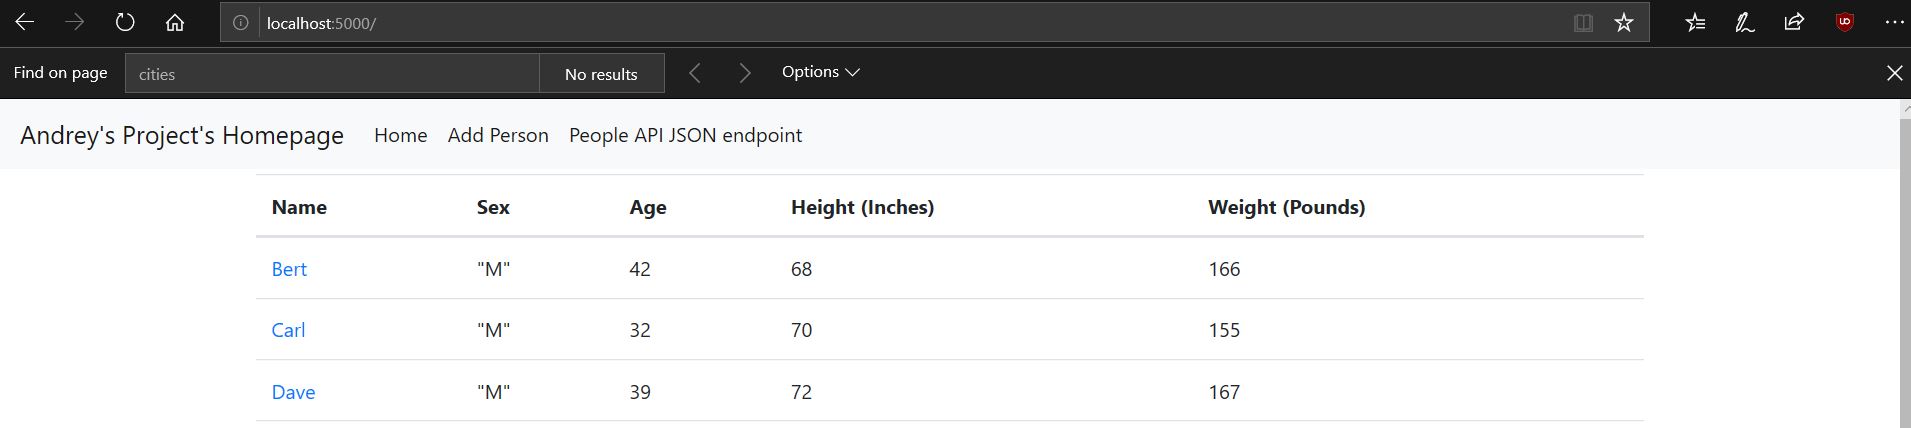 localhost:5000/
Find on page cities No results Options
Andrey's Project's Homepage Home Add Person People API JSON endpoint
Name Sex Age Height (Inches) Weight (Pounds)
Bert "M" 42 68 166
Carl "M" 32 70 155
Dave "M" 39 72 167